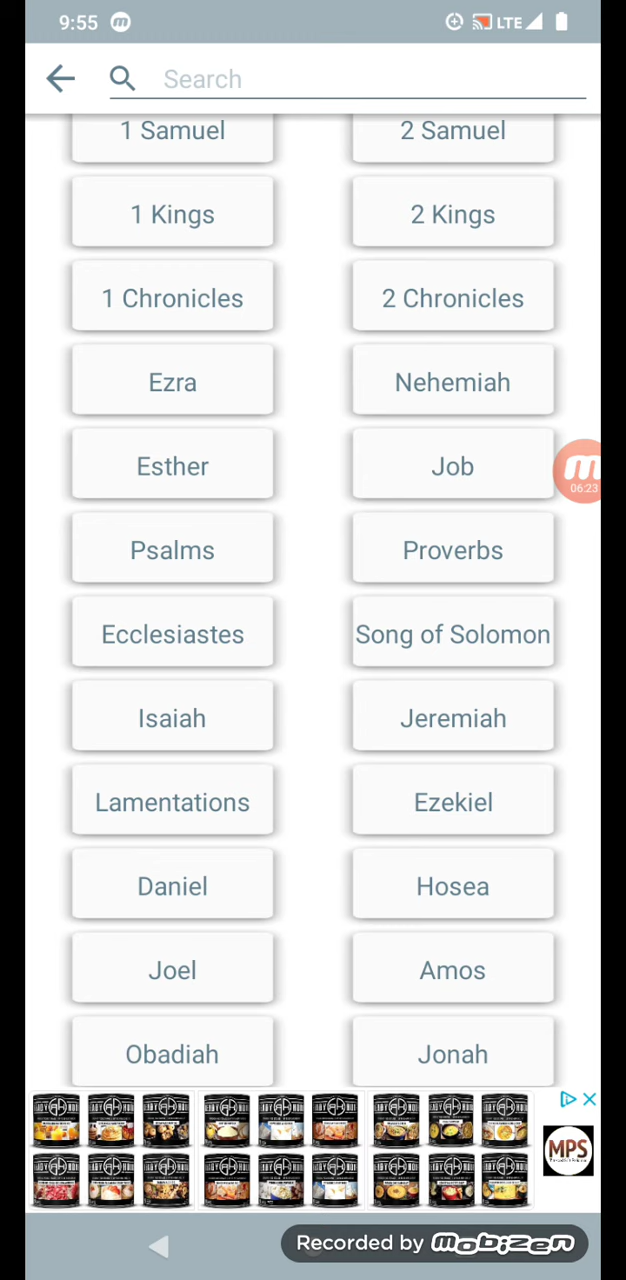 9:55 LTE
Search
1 Samuel 2 Samuel
1 Kings 2 Kings
1 Chronicles 2 Chronicles
Ezra Nehemiah
Esther Job
06:23
Psalms Proverbs
Ecclesiastes Song of Solomon
Isaiah Jeremiah
Lamentations Ezekiel
Daniel Hosea
Joel Amos
Obadiah Jonah
MPS
Recorded by mobizen